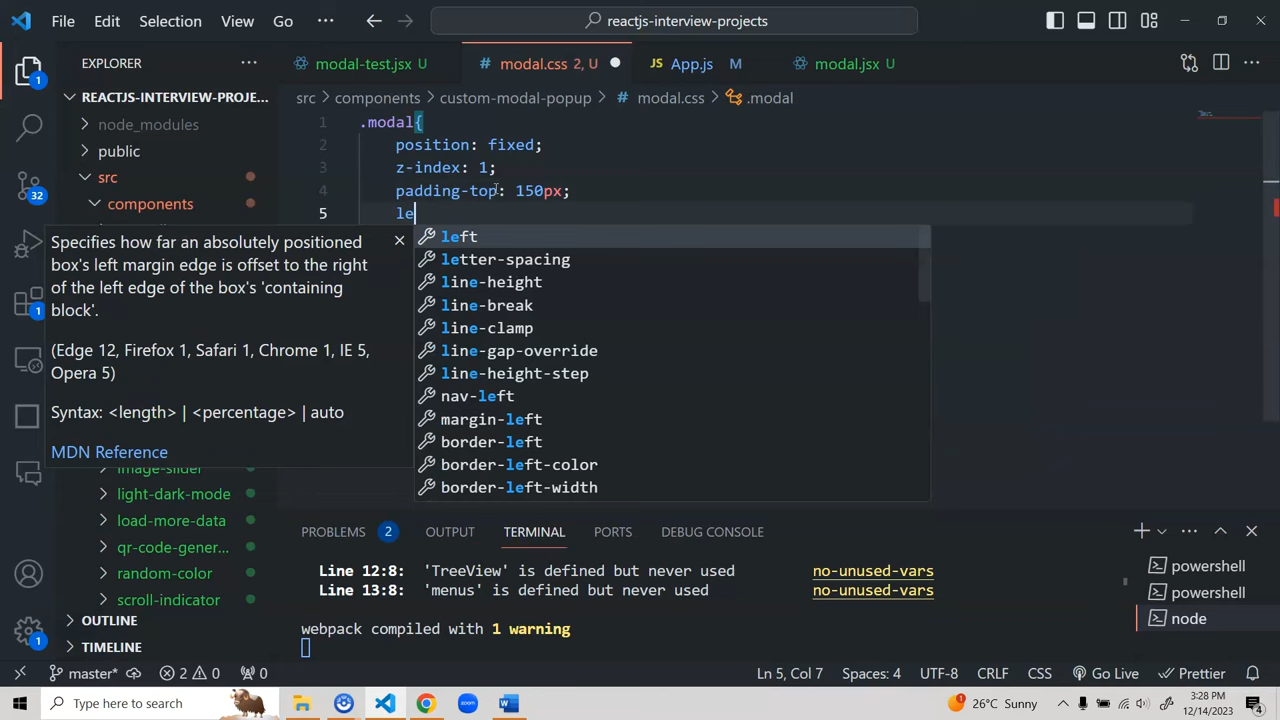 File Edit Selection View Go ··· reactjs-interview-projects
EXPLORER ···
modal-test.jsx U
# modal.css 2, U
JS App.js M
modal.jsx U
REACTJS-INTERVIEW-PROJE...
src > components > custom-modal-popup > # modal.css > .modal
node_modules
public
src
components
1
32
1
1
1 .modal{
2 position: fixed;
3 z-index: 1;
4 padding-top: 150px;
5 le
Specifies how far an absolutely positioned
box's left margin edge is offset to the right
of the left edge of the box's 'containing
block'.
(Edge 12, Firefox 1, Safari 1, Chrome 1, IE 5,
Opera 5)
Syntax: <length> | <percentage> | auto
MDN Reference
left
letter-spacing
line-height
line-break
line-clamp
line-gap-override
line-height-step
nav-left
margin-left
border-left
border-left-color
border-left-width
image-slider
light-dark-mode
load-more-data
qr-code-gener...
random-color
scroll-indicator
OUTLINE
TIMELINE
PROBLEMS 2 OUTPUT TERMINAL PORTS DEBUG CONSOLE
Line 12:8: 'TreeView' is defined but never used no-unused-vars
Line 13:8: 'menus' is defined but never used no-unused-vars
webpack compiled with 1 warning
powershell
powershell
node
master* 2 0 0 Ln 5, Col 7 Spaces: 4 UTF-8 CRLF CSS Go Live Prettier
Type here to search
26°C Sunny
3:28 PM
12/14/2023
4